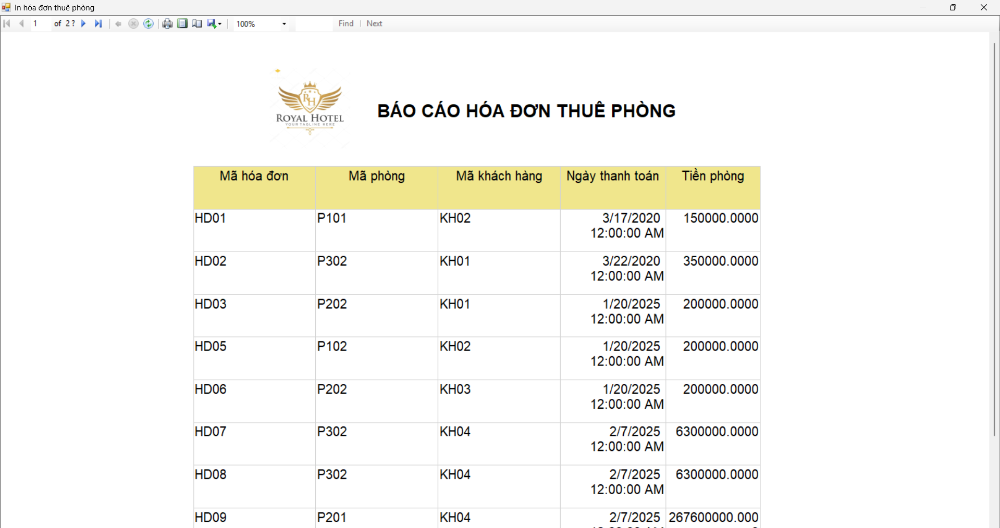 In hóa đơn thuê phòng
1 of 2 ? 100% Find | Next
RH
ROYAL HOTEL
YOUR TAGLINE HERE
BÁO CÁO HÓA ĐƠN THUÊ PHÒNG
Mã hóa đơn Mã phòng Mã khách hàng Ngày thanh toán Tiền phòng
HD01 P101 KH02 3/17/2020 150000.0000
12:00:00 AM
HD02 P302 KH01 3/22/2020 350000.0000
12:00:00 AM
HD03 P202 KH01 1/20/2025 200000.0000
12:00:00 AM
HD05 P102 KH02 1/20/2025 200000.0000
12:00:00 AM
HD06 P202 KH03 1/20/2025 200000.0000
12:00:00 AM
HD07 P302 KH04 2/7/2025 6300000.0000
12:00:00 AM
HD08 P302 KH04 2/7/2025 6300000.0000
12:00:00 AM
HD09 P201 KH04 2/7/2025 267600000.000